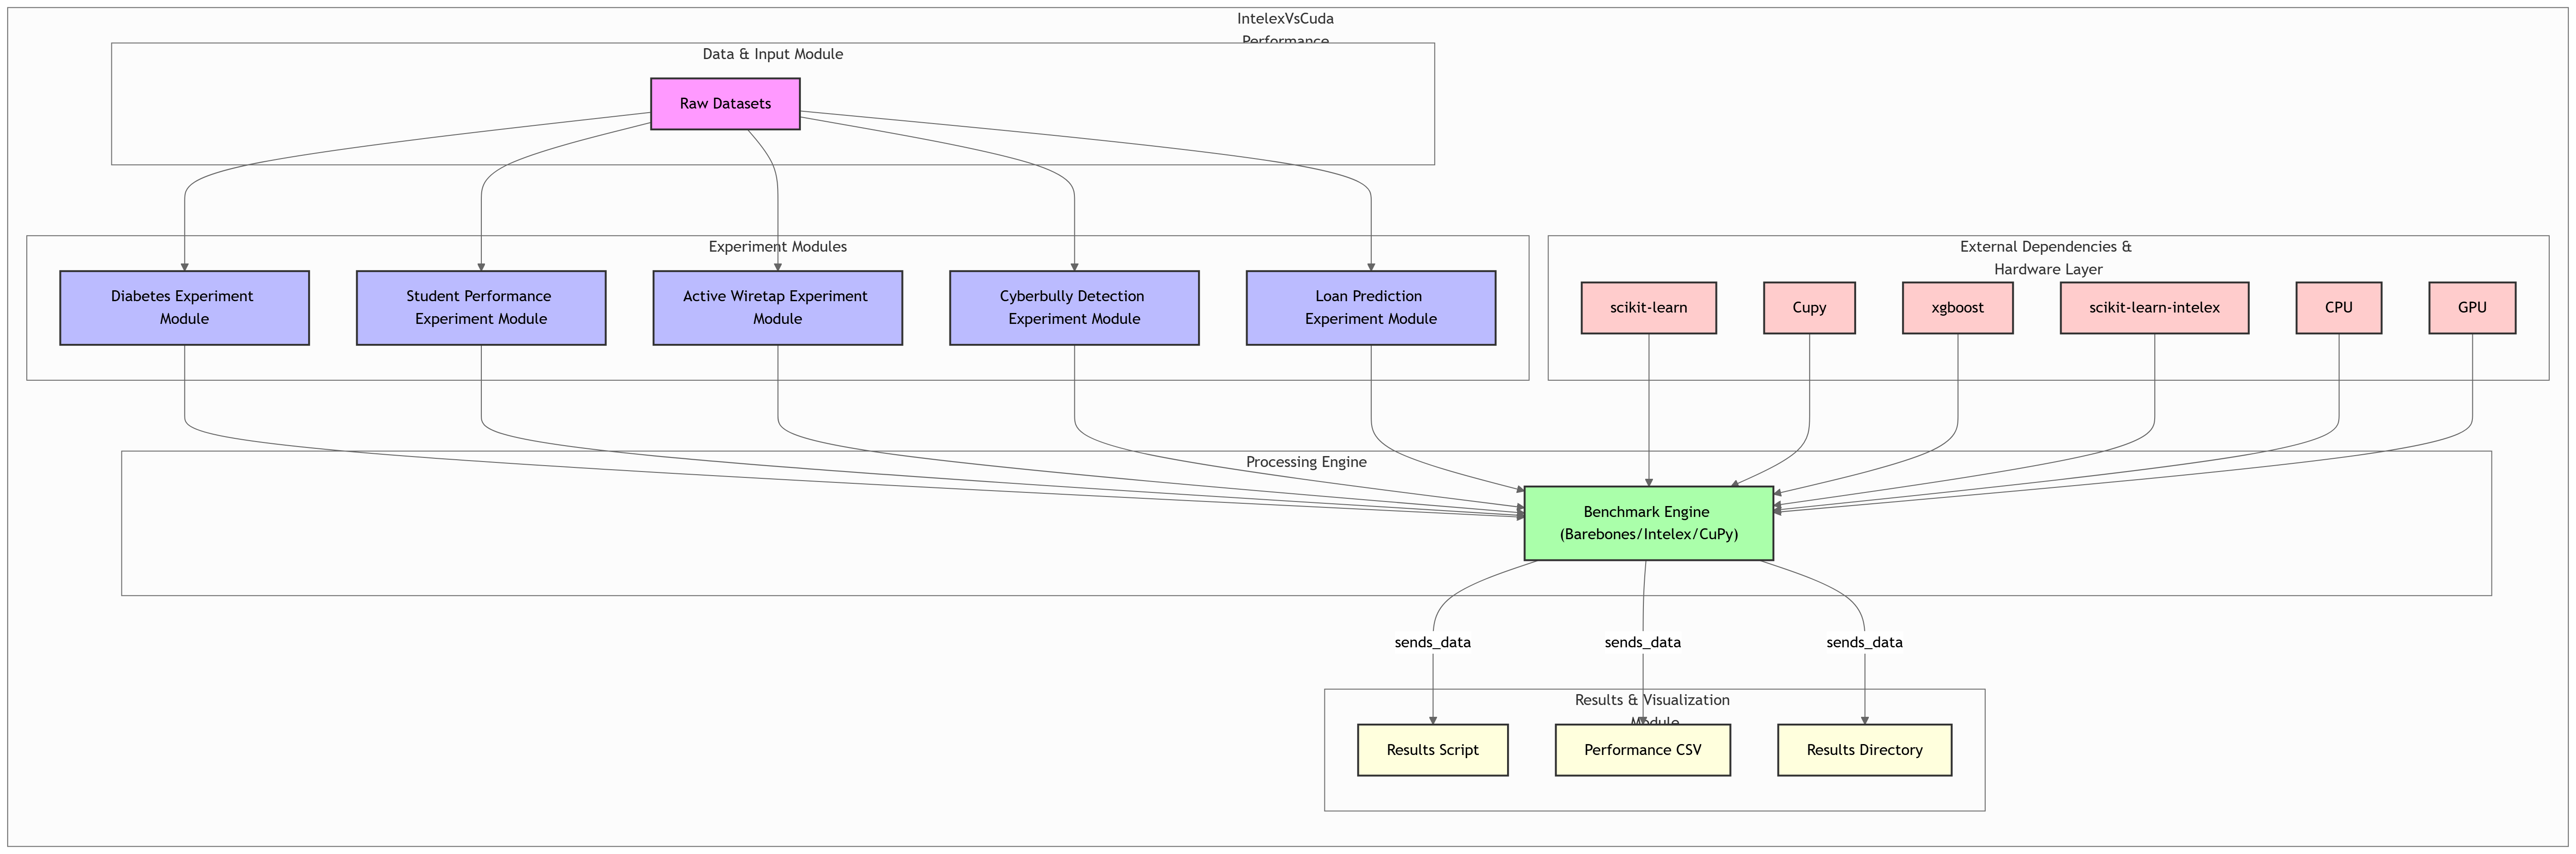 IntelexVsCuda
Performance
Data & Input Module
Raw Datasets
Experiment Modules
Diabetes Experiment
Module
Student Performance
Experiment Module
Active Wiretap Experiment
Module
Cyberbully Detection
Experiment Module
Loan Prediction
Experiment Module
External Dependencies &
Hardware Layer
scikit-learn
Cupy
xgboost
scikit-learn-intelex
CPU
GPU
Processing Engine
Benchmark Engine
(Barebones/Intelex/CuPy)
sends_data
sends_data
sends_data
Results & Visualization
Module
Results Script
Performance CSV
Results Directory